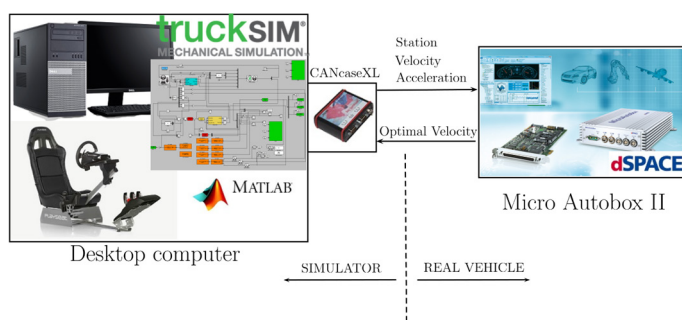 trucksim®
MECHANICAL SIMULATION®
CANcaseXL
Station
Velocity
Acceleration
Optimal Velocity
MATLAB
dSPACE
Micro Autobox II
Desktop computer
SIMULATOR
REAL VEHICLE